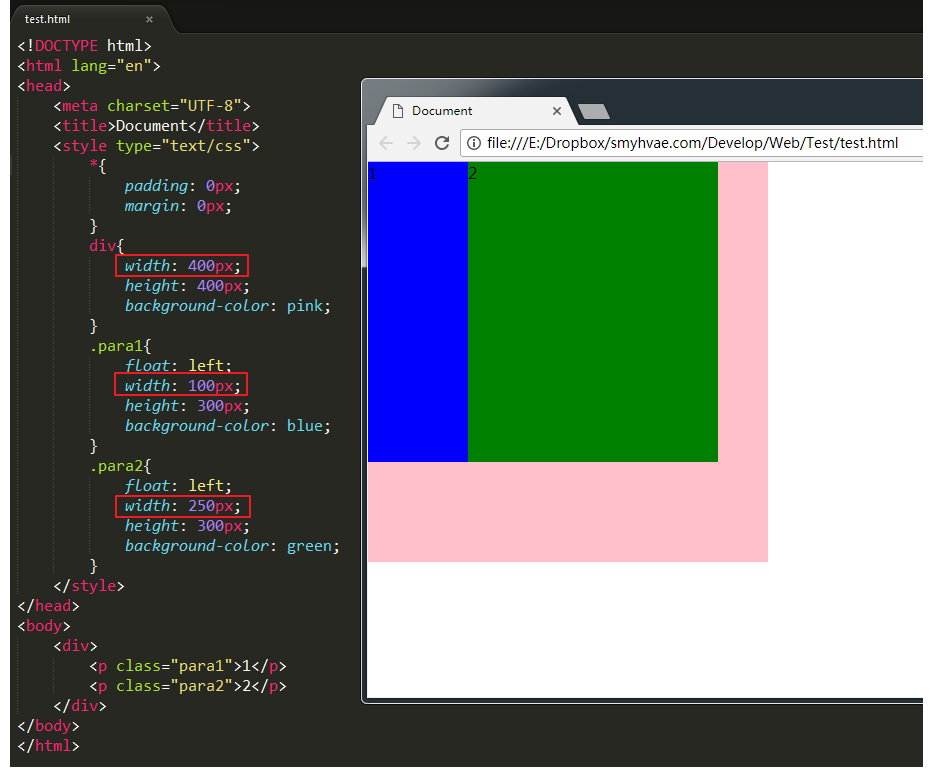 test.html
<!DOCTYPE html>
<html lang="en">
<head>
    <meta charset="UTF-8">
    <title>Document</title>
    <style type="text/css">
        *{
            padding: 0px;
            margin: 0px;
        }
        div{
            width: 400px;
            height: 400px;
            background-color: pink;
        }
        .para1{
            float: left;
            width: 100px;
            height: 300px;
            background-color: blue;
        }
        .para2{
            float: left;
            width: 250px;
            height: 300px;
            background-color: green;
        }
    </style>
</head>
<body>
    <div>
        <p class="para1">1</p>
        <p class="para2">2</p>
    </div>
</body>
</html>
Document
file:///E:/Dropbox/smyhvae.com/Develop/Web/Test/test.html
1 2